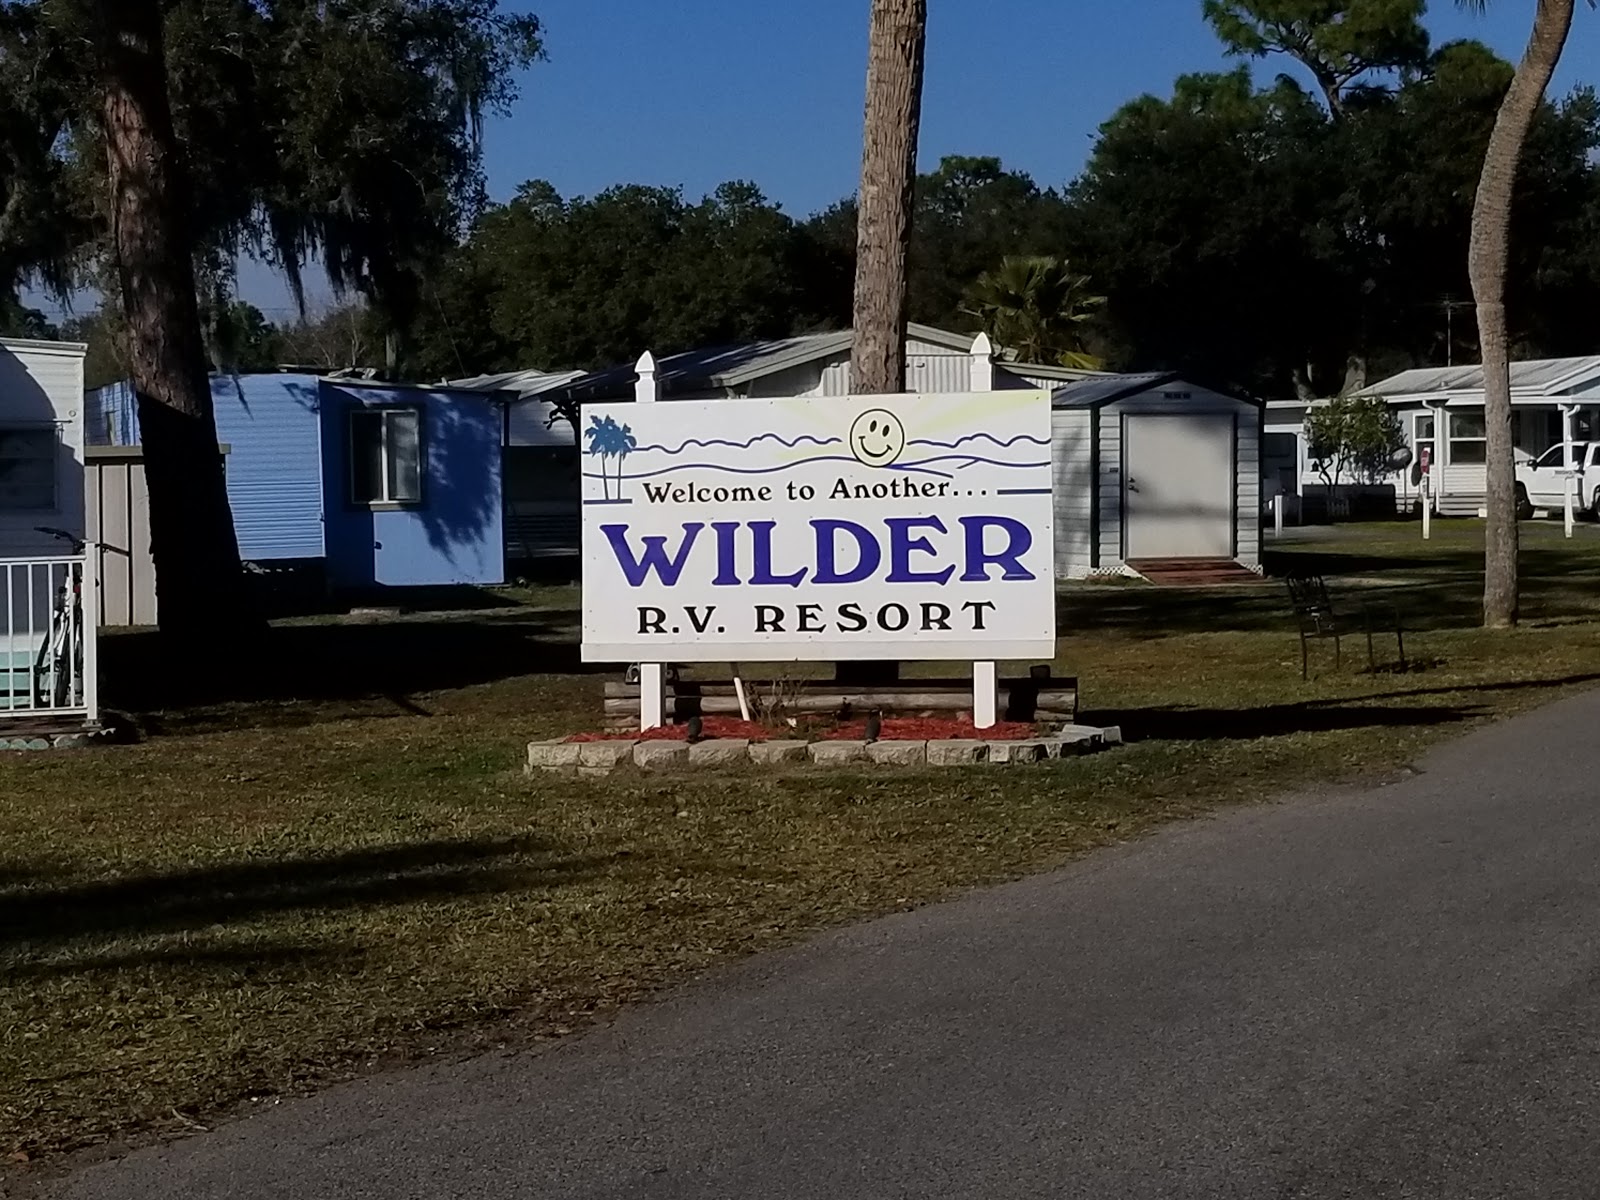 Welcome to Another...
WILDER
R.V. RESORT